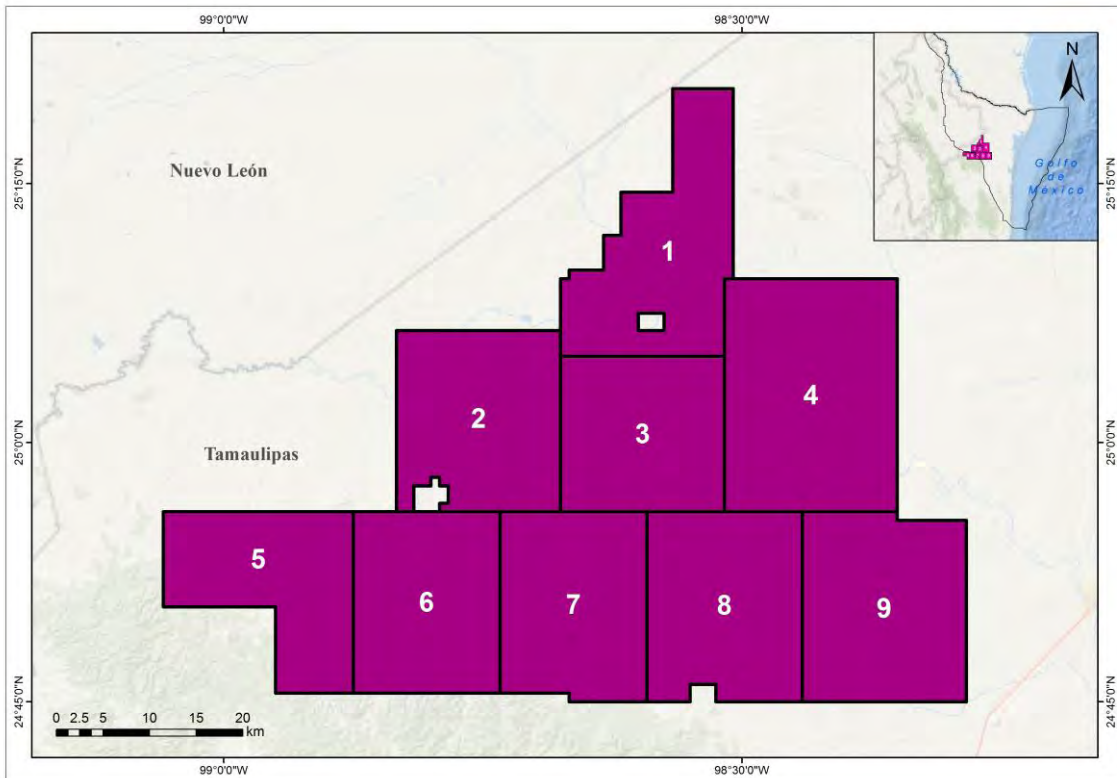 99°0'0"W
98°30'0"W
N
Nuevo León
25°15'0"N
25°15'0"N
Golfo
de
México
1
4
2
3
25°0'0"N
25°0'0"N
Tamaulipas
5
6
7
8
9
24°45'0"N
24°45'0"N
0 2.5 5 10 15 20
km
99°0'0"W
98°30'0"W